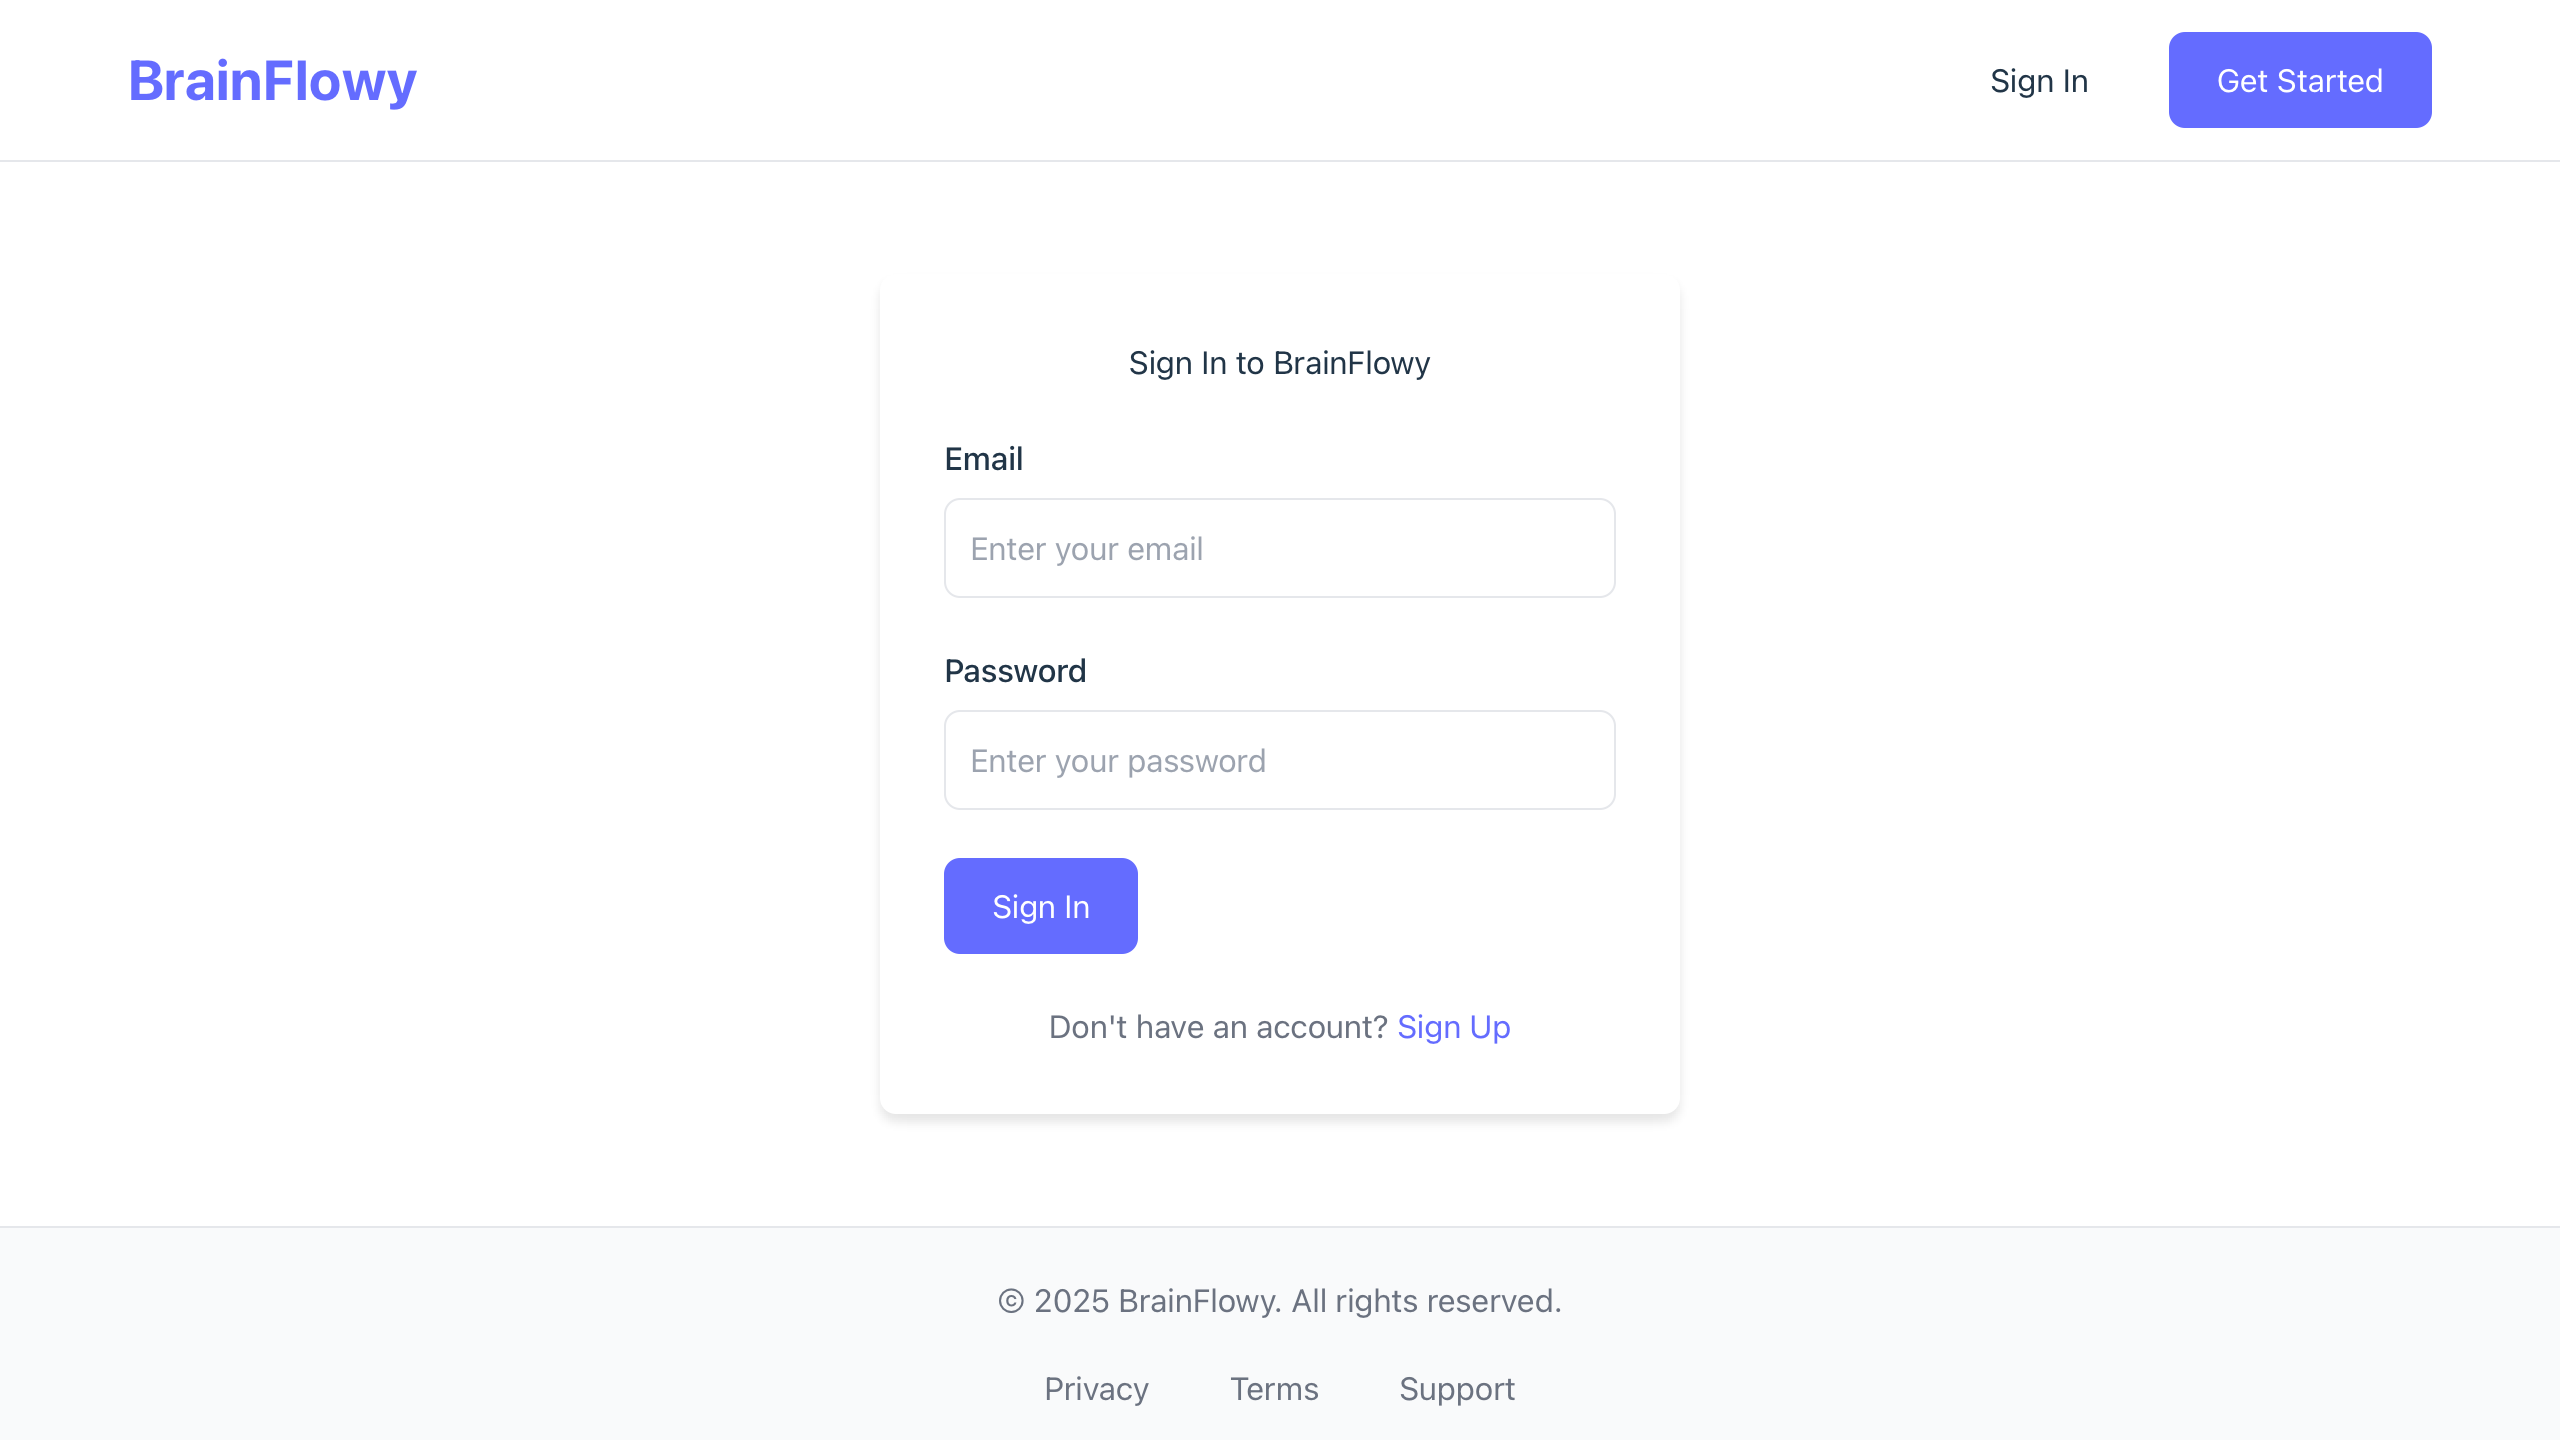 BrainFlowy
Sign In
Get Started
Sign In to BrainFlowy
Email
Enter your email
Password
Enter your password
Sign In
Don't have an account? Sign Up
© 2025 BrainFlowy. All rights reserved.
Privacy
Terms
Support